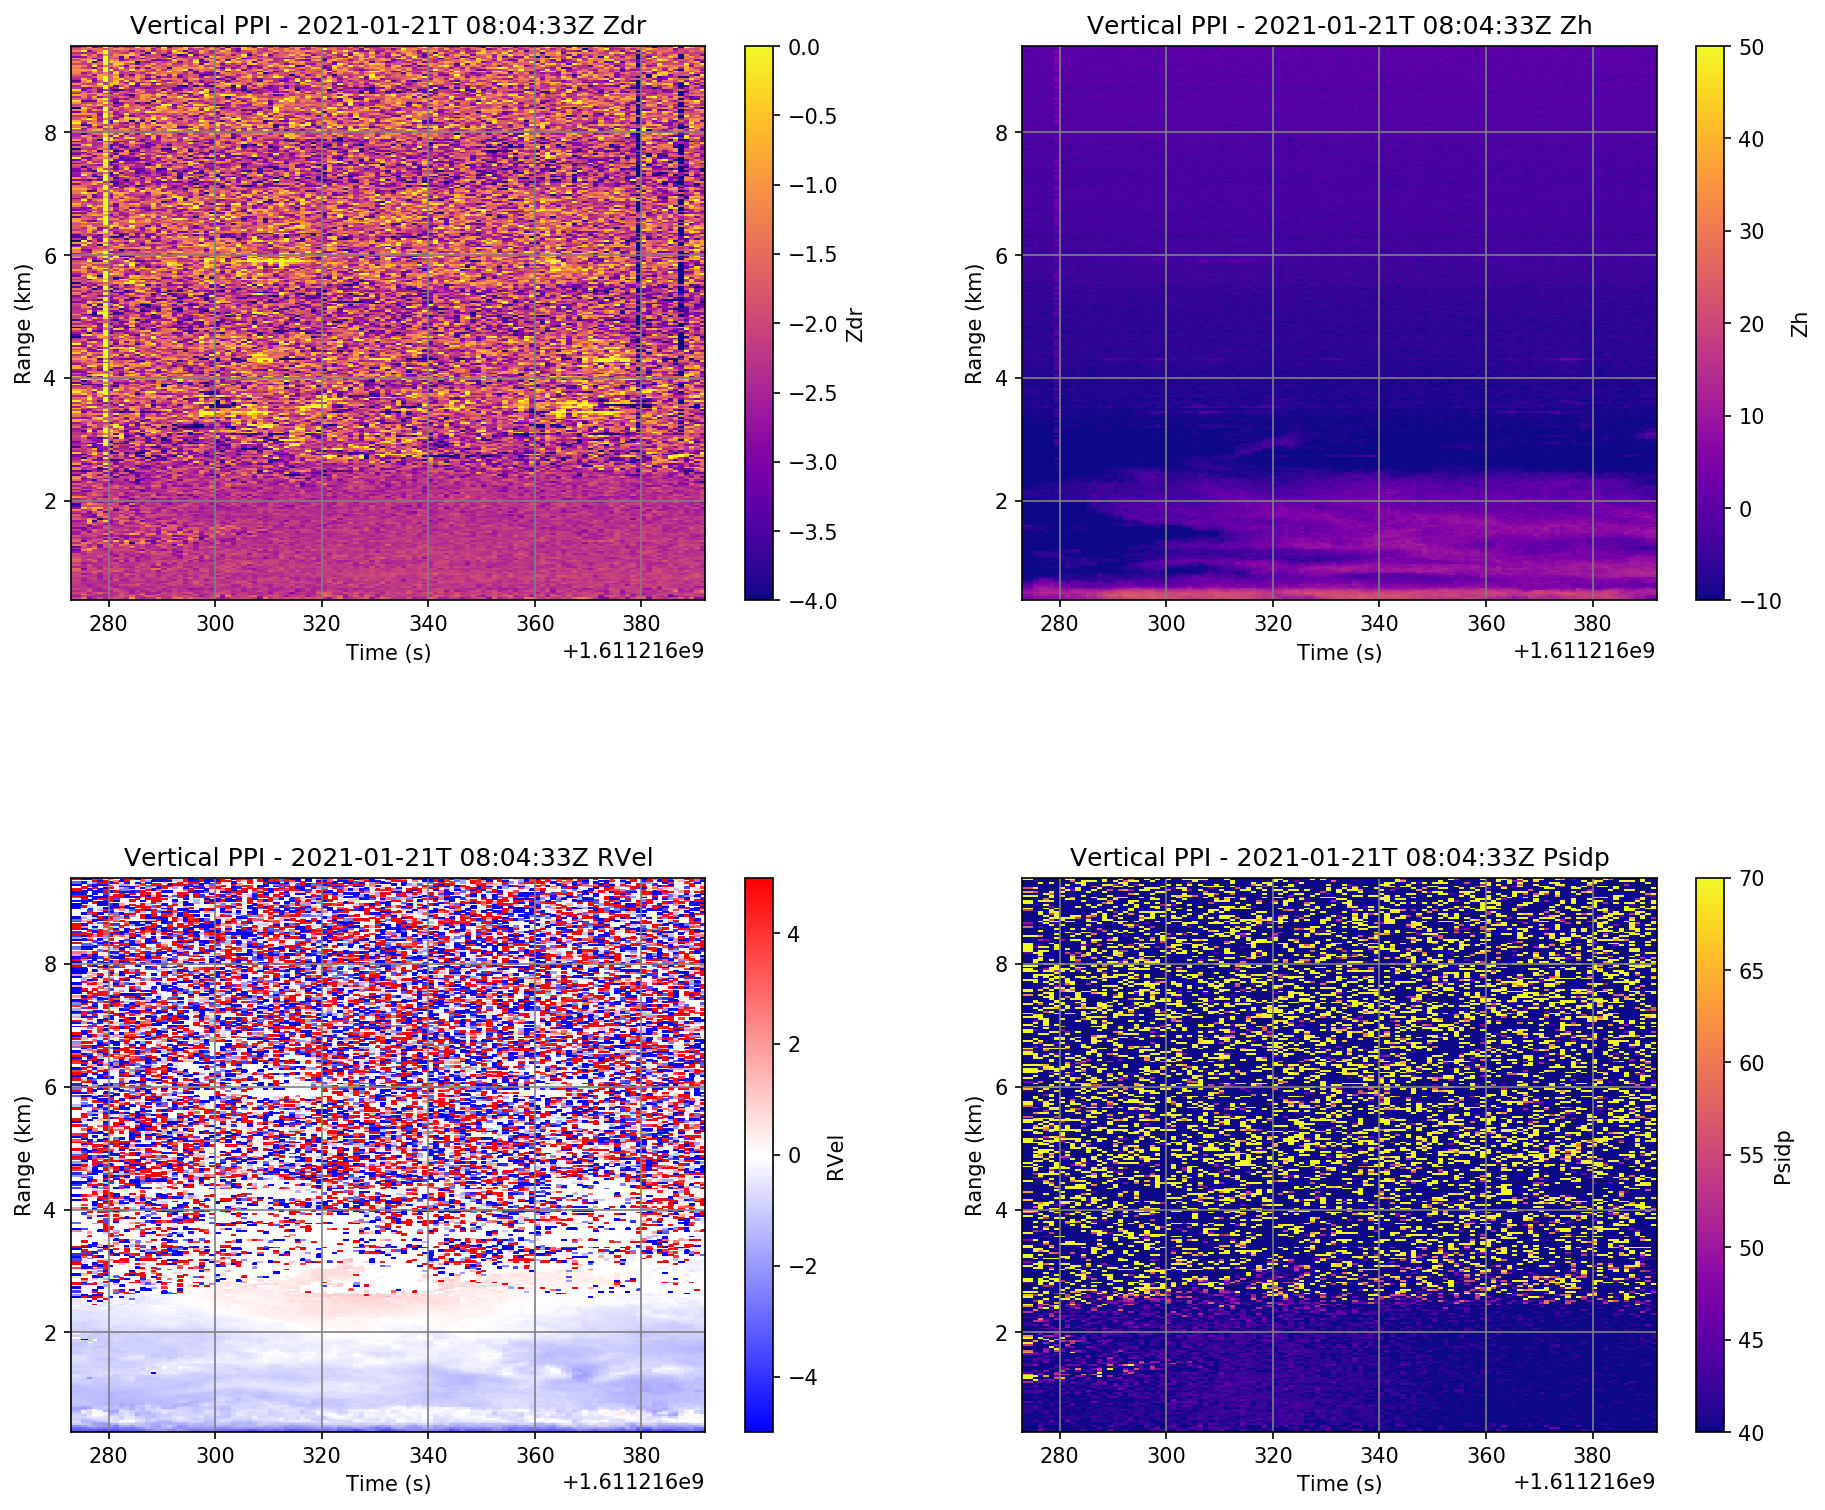 Vertical PPI - 2021-01-21T 08:04:33Z Zdr
Range (km)
8
6
4
2
280 300 320 340 360 380
Time (s)
+1.611216e9
0.0
−0.5
−1.0
−1.5
−2.0
−2.5
−3.0
−3.5
−4.0
Zdr
Vertical PPI - 2021-01-21T 08:04:33Z Zh
Range (km)
8
6
4
2
280 300 320 340 360 380
Time (s)
+1.611216e9
50
40
30
20
10
0
−10
Zh
Vertical PPI - 2021-01-21T 08:04:33Z RVel
Range (km)
8
6
4
2
280 300 320 340 360 380
Time (s)
+1.611216e9
4
2
0
−2
−4
RVel
Vertical PPI - 2021-01-21T 08:04:33Z Psidp
Range (km)
8
6
4
2
280 300 320 340 360 380
Time (s)
+1.611216e9
70
65
60
55
50
45
40
Psidp